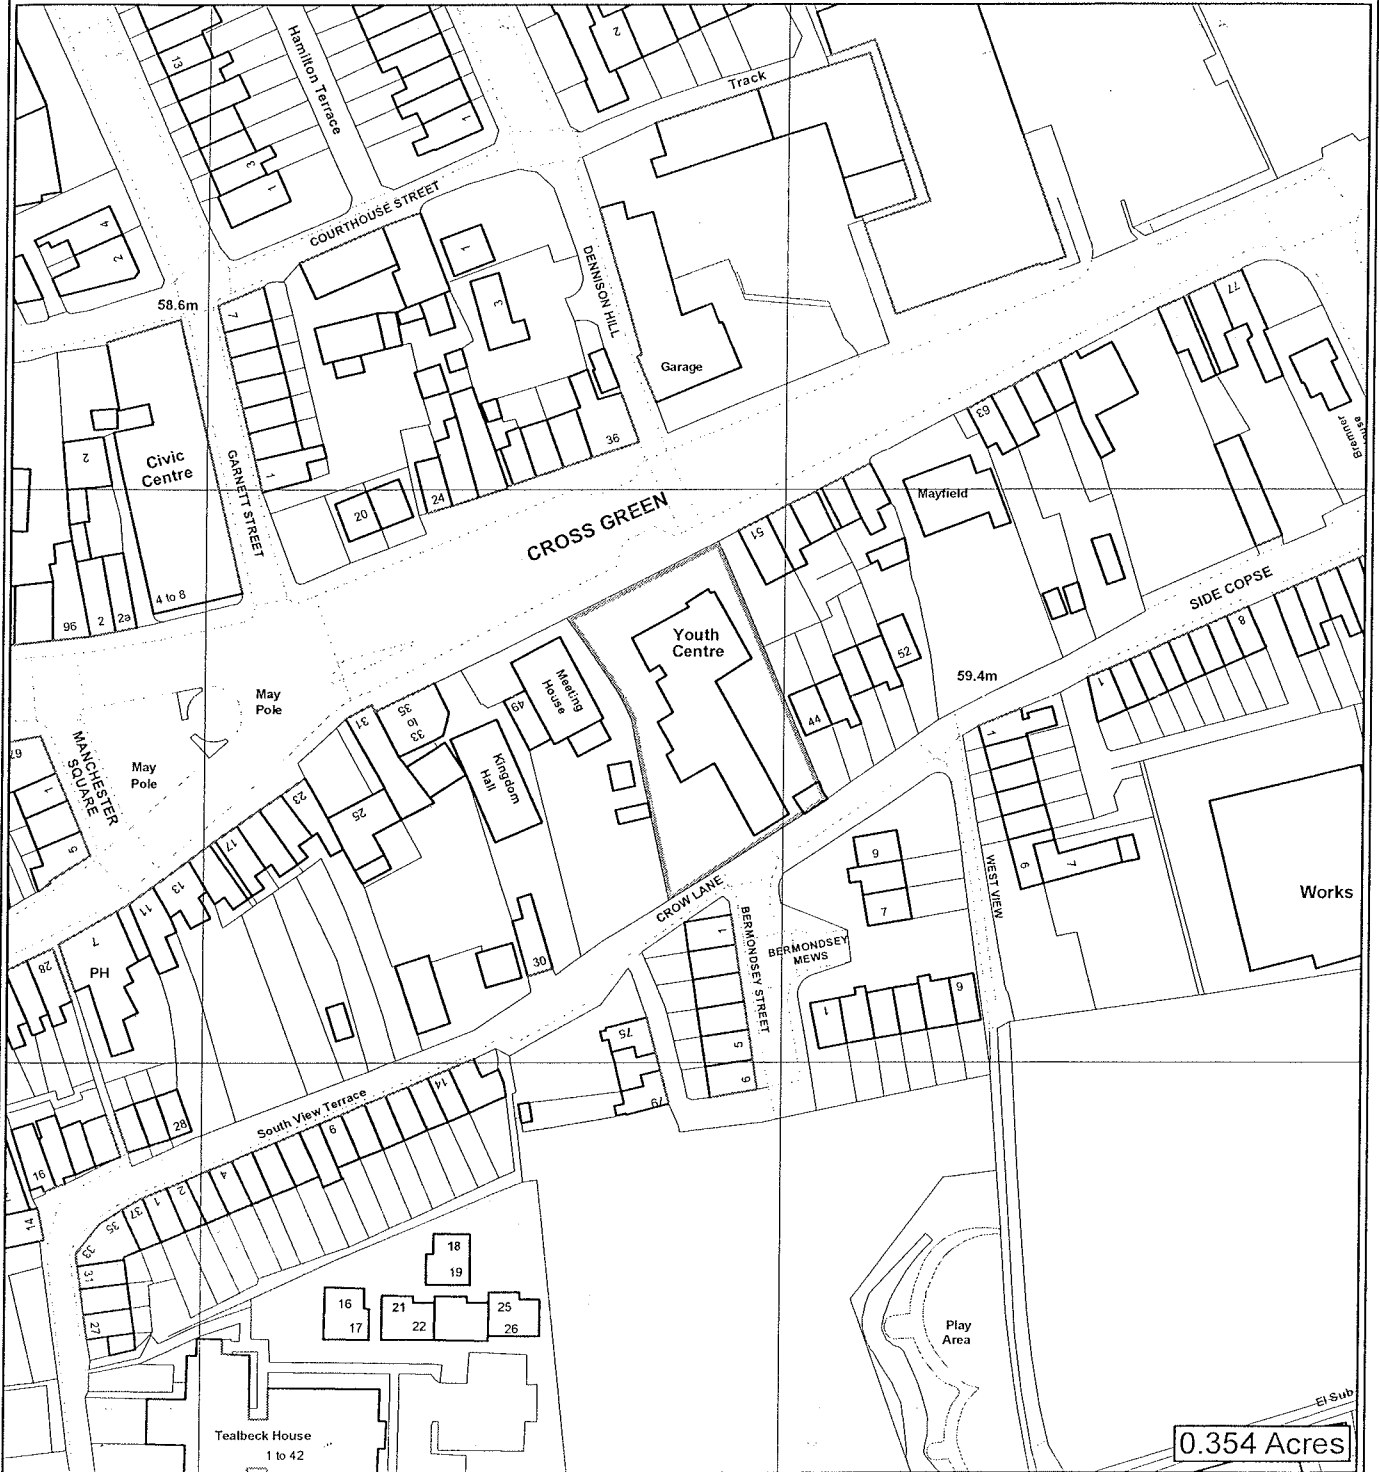 2
13
Hamilton Terrace
Track
1
3
1
COURTHOUSE STREET
4
2
1
3
DENNISON HILL
58.6m
7
77
Garage
63
Bremner
36
2
Civic
Centre
GARNETT STREET
1
24
20
CROSS GREEN
Mayfield
51
4 to 8
96
2
2a
SIDE COPSE
8
Youth
Centre
52
59.4m
1
May
Pole
Meeting
House
49
31
35
to
33
44
1
MANCHESTER
SQUARE
67
May
Pole
Kingdom
Hall
1
23
25
5
17
9
6
7
WEST VIEW
13
11
7
Works
CROW LANE
1
BERMONDSEY STREET
BERMONDSEY
MEWS
7
PH
28
30
1
9
75
5
6
79
South View Terrace
14
9
28
16
4
2
1
37
35
14
33
31
27
18
19
16
17
21
22
25
26
Play
Area
Tealbeck House
1 to 42
El Sub
0.354 Acres